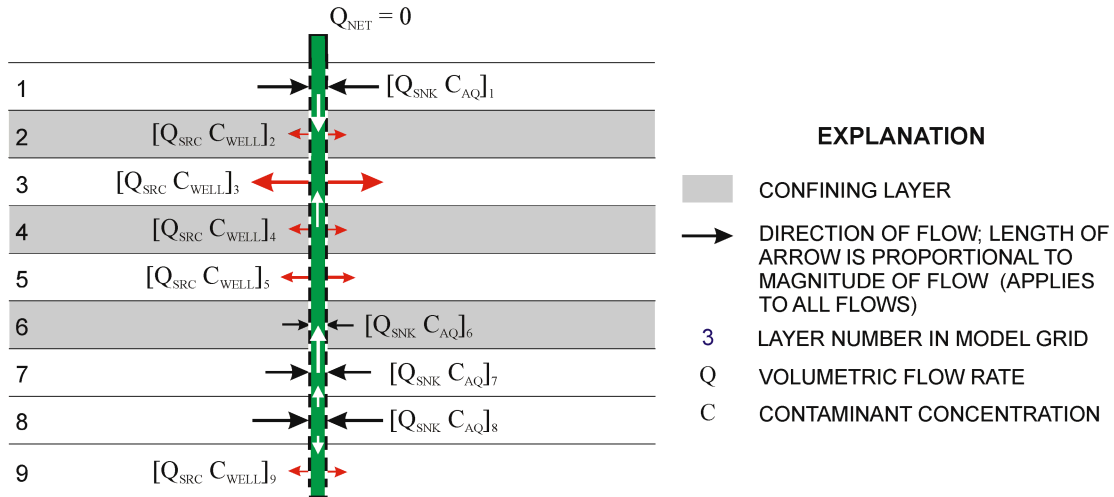 Q_NET = 0
1 [Q_SNK C_AQ]_1
2 [Q_SRC C_WELL]_2
3 [Q_SRC C_WELL]_3
4 [Q_SRC C_WELL]_4
5 [Q_SRC C_WELL]_5
6 [Q_SNK C_AQ]_6
7 [Q_SNK C_AQ]_7
8 [Q_SNK C_AQ]_8
9 [Q_SRC C_WELL]_9
EXPLANATION
CONFINING LAYER
DIRECTION OF FLOW; LENGTH OF
ARROW IS PROPORTIONAL TO
MAGNITUDE OF FLOW (APPLIES
TO ALL FLOWS)
3 LAYER NUMBER IN MODEL GRID
Q VOLUMETRIC FLOW RATE
C CONTAMINANT CONCENTRATION